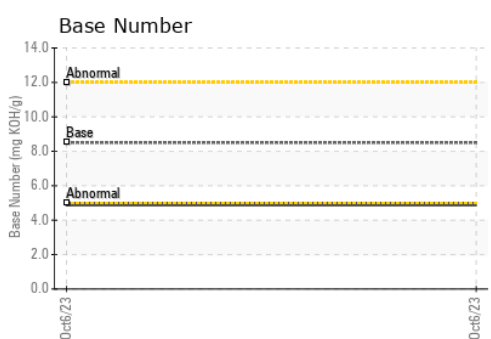 Base Number
Base Number (mg KOH/g)
14.0
12.0
10.0
8.0
6.0
4.0
2.0
0.0
Abnormal
Base
Abnormal
Oct6/23
Oct6/23